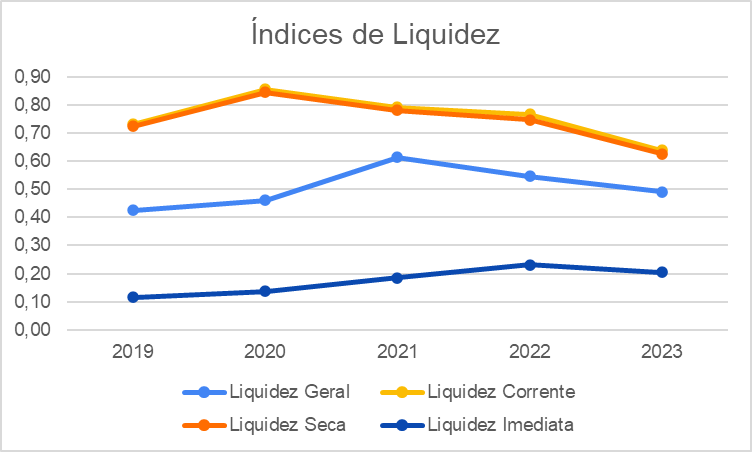 Índices de Liquidez
0,90
0,80
0,70
0,60
0,50
0,40
0,30
0,20
0,10
0,00
2019 2020 2021 2022 2023
Liquidez Geral Liquidez Corrente
Liquidez Seca Liquidez Imediata